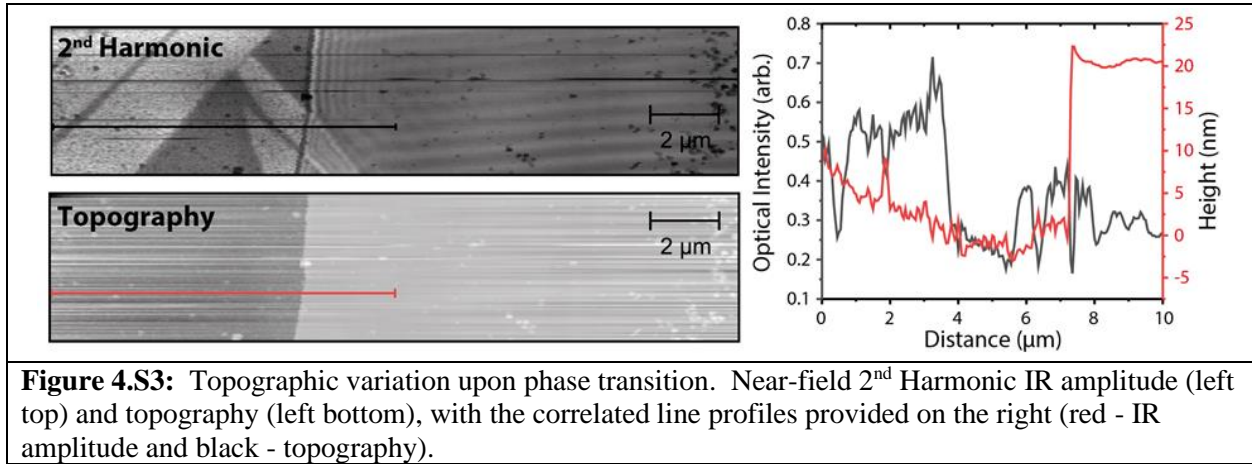 2nd Harmonic
2 μm
Topography
2 μm
Optical Intensity (arb.)
0.8
0.7
0.6
0.5
0.4
0.3
0.2
0.1
0 2 4 6 8 10
Distance (μm)
25
20
15
10
5
0
-5
Height (nm)
Figure 4.S3: Topographic variation upon phase transition. Near-field 2nd Harmonic IR amplitude (left
top) and topography (left bottom), with the correlated line profiles provided on the right (red - IR
amplitude and black - topography).